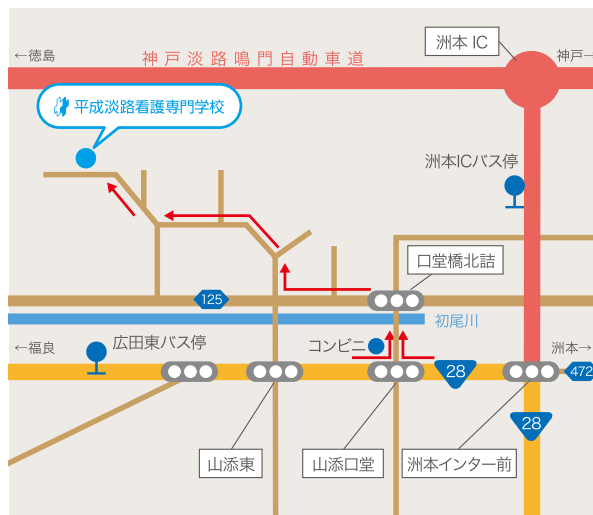 洲本 IC
←徳島
神戸淡路鳴門自動車道
神戸
平成淡路看護専門学校
洲本ICバス停
口堂橋北詰
125
初尾川
←福良
広田東バス停
コンビニ
洲本→
28
472
28
山添東
山添口堂
洲本インター前